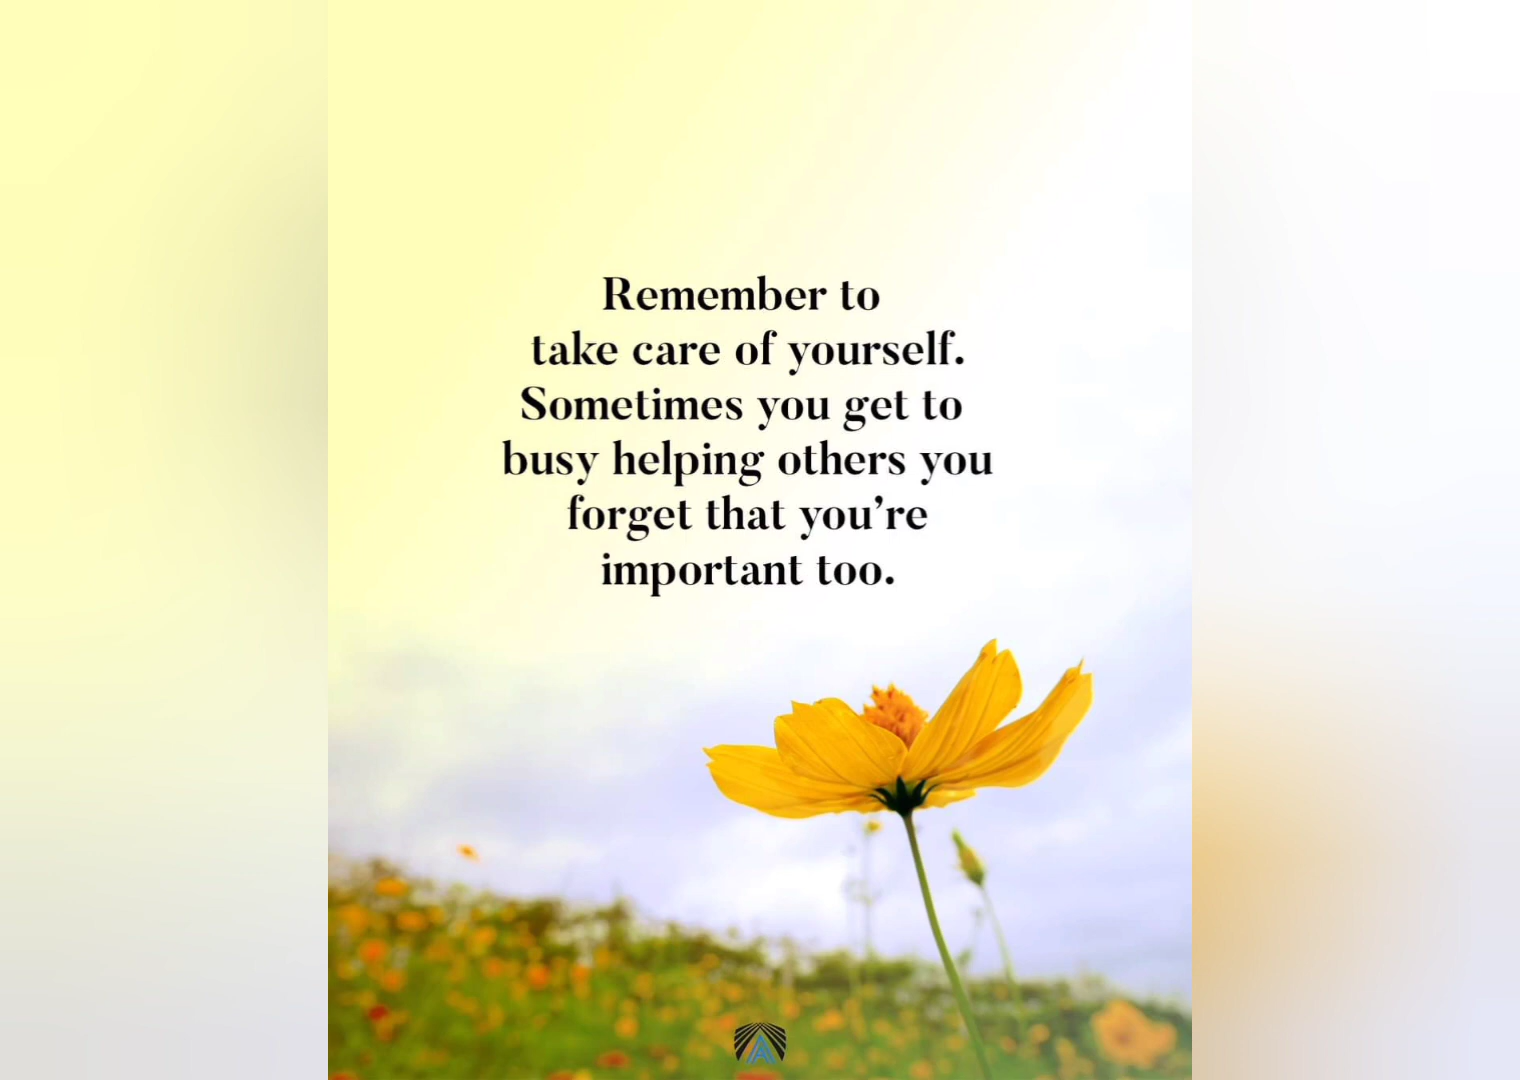 Remember to
take care of yourself.
Sometimes you get to
busy helping others you
forget that you're
important too.